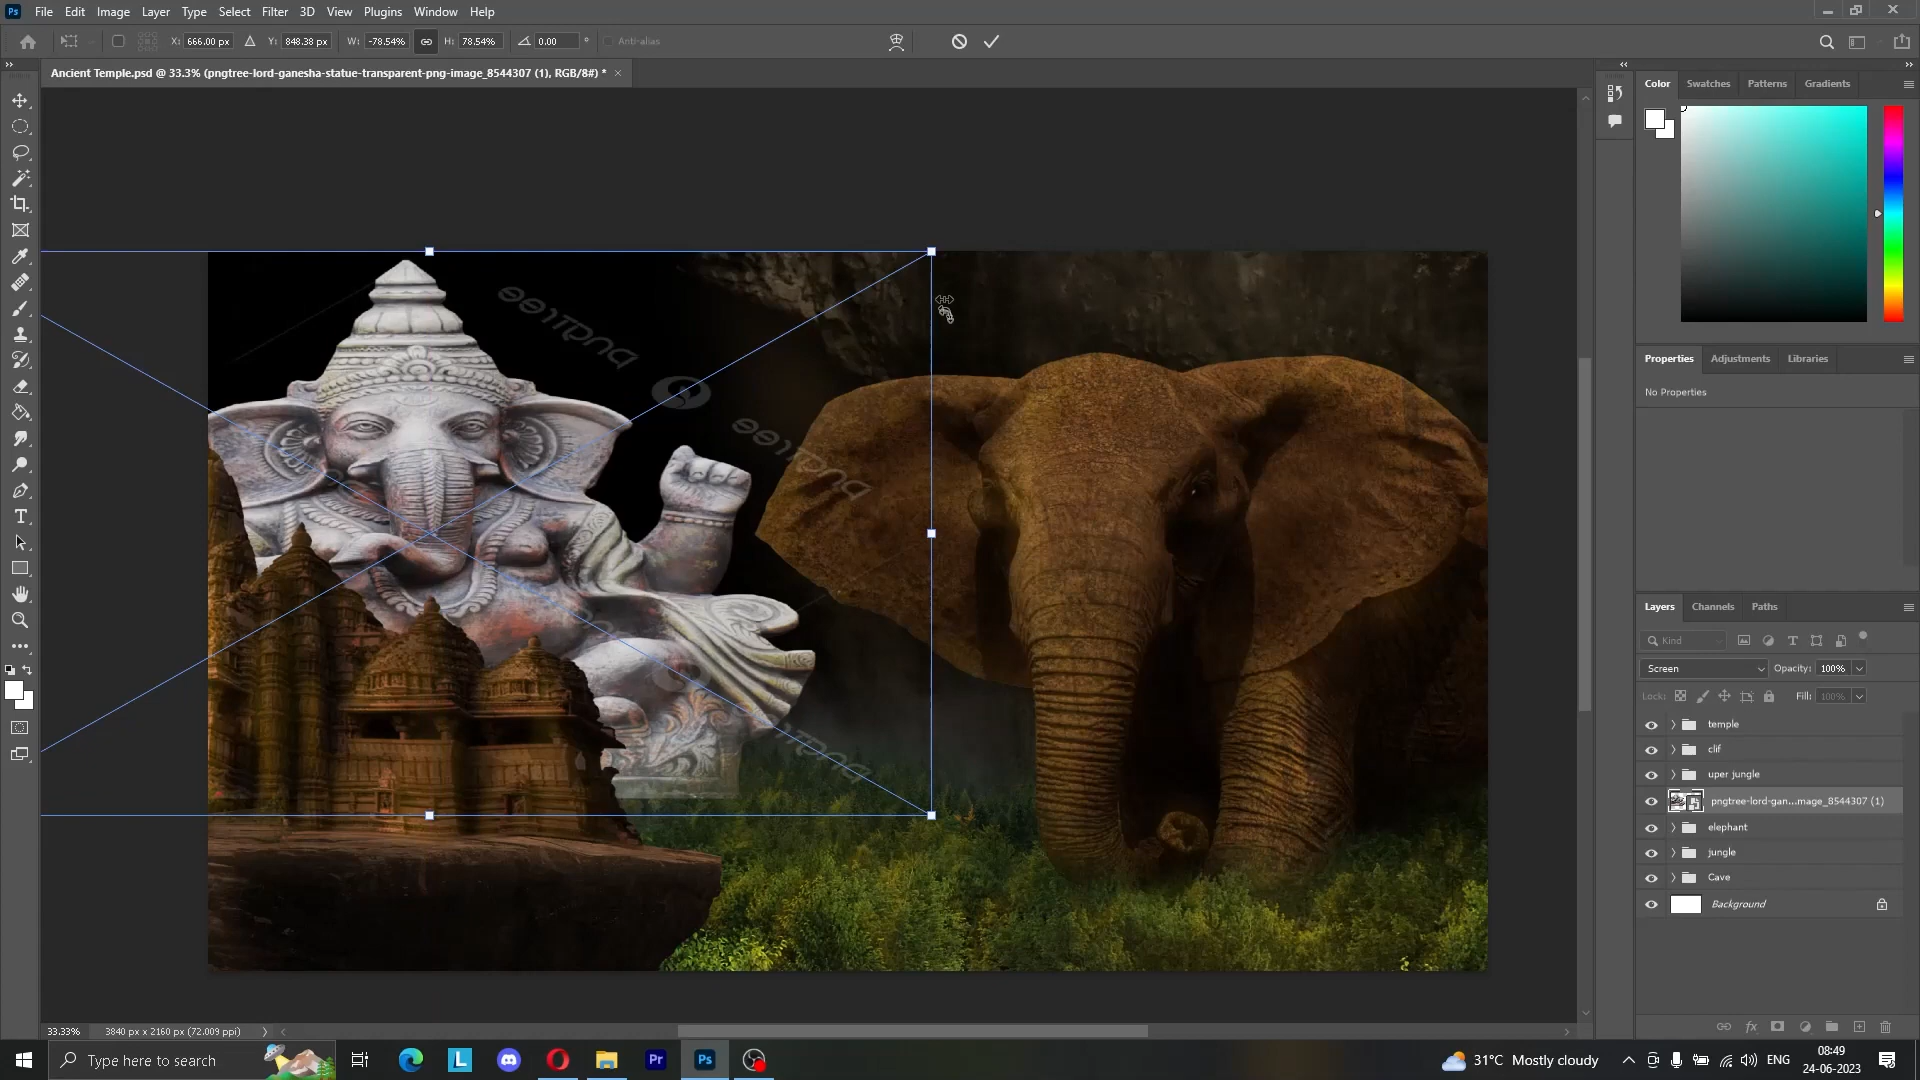 Ps File Edit Image Layer Type Select Filter 3D View Plugins Window Help
X: 666.00 px Y: 848.38 px W: -78.54% H: 78.54% 0.00 ° Anti-alias
Ancient Temple.psd @ 33.3% (pngtree-lord-ganesha-statue-transparent-png-image_8544307 (1), RGB/8#) * ×
Color Swatches Patterns Gradients
Properties Adjustments Libraries
No Properties
pngtree
pngtree
Layers Channels Paths
Kind
Screen Opacity: 100%
Lock: Fill: 100%
temple
clif
uper jungle
pngtree-lord-gan...mage_8544307 (1)
elephant
jungle
Cave
Background
33.33% 3840 px x 2160 px (72.009 ppi)
Type here to search
L Pr Ps
31°C Mostly cloudy ENG 08:49
24-06-2023